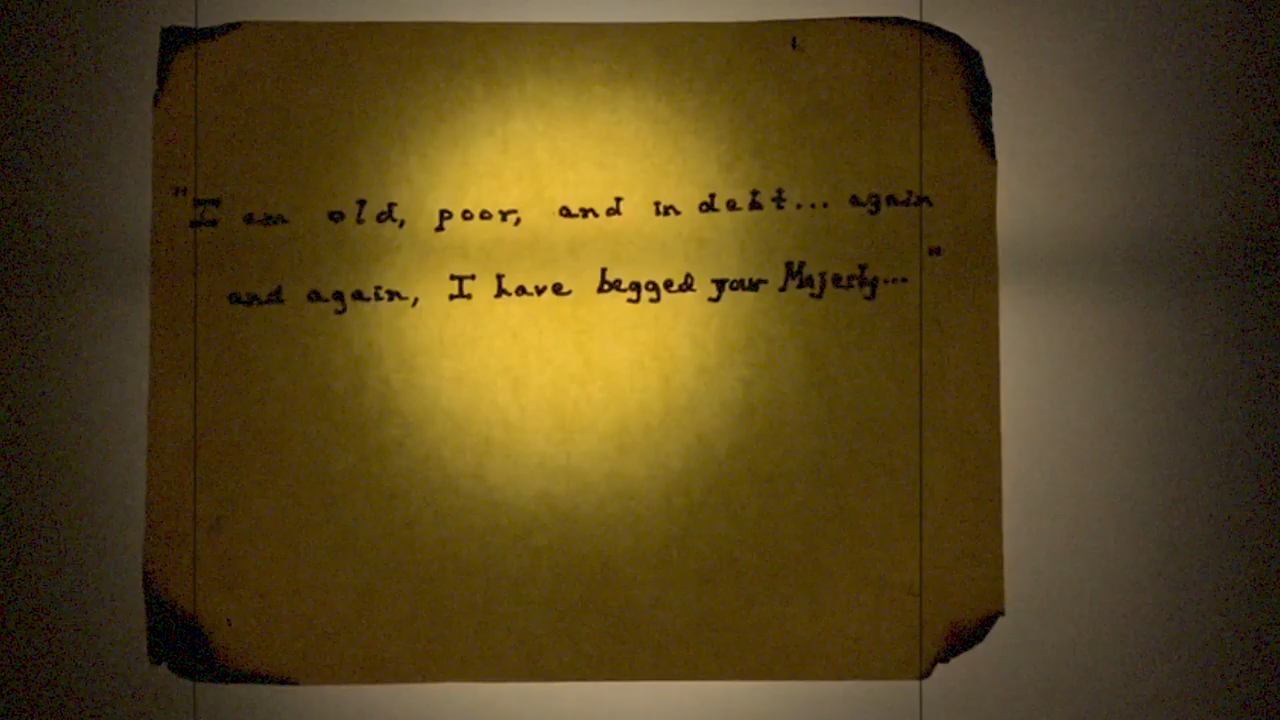 "I am old, poor, and in debt... again
and again, I have begged your Majesty..."